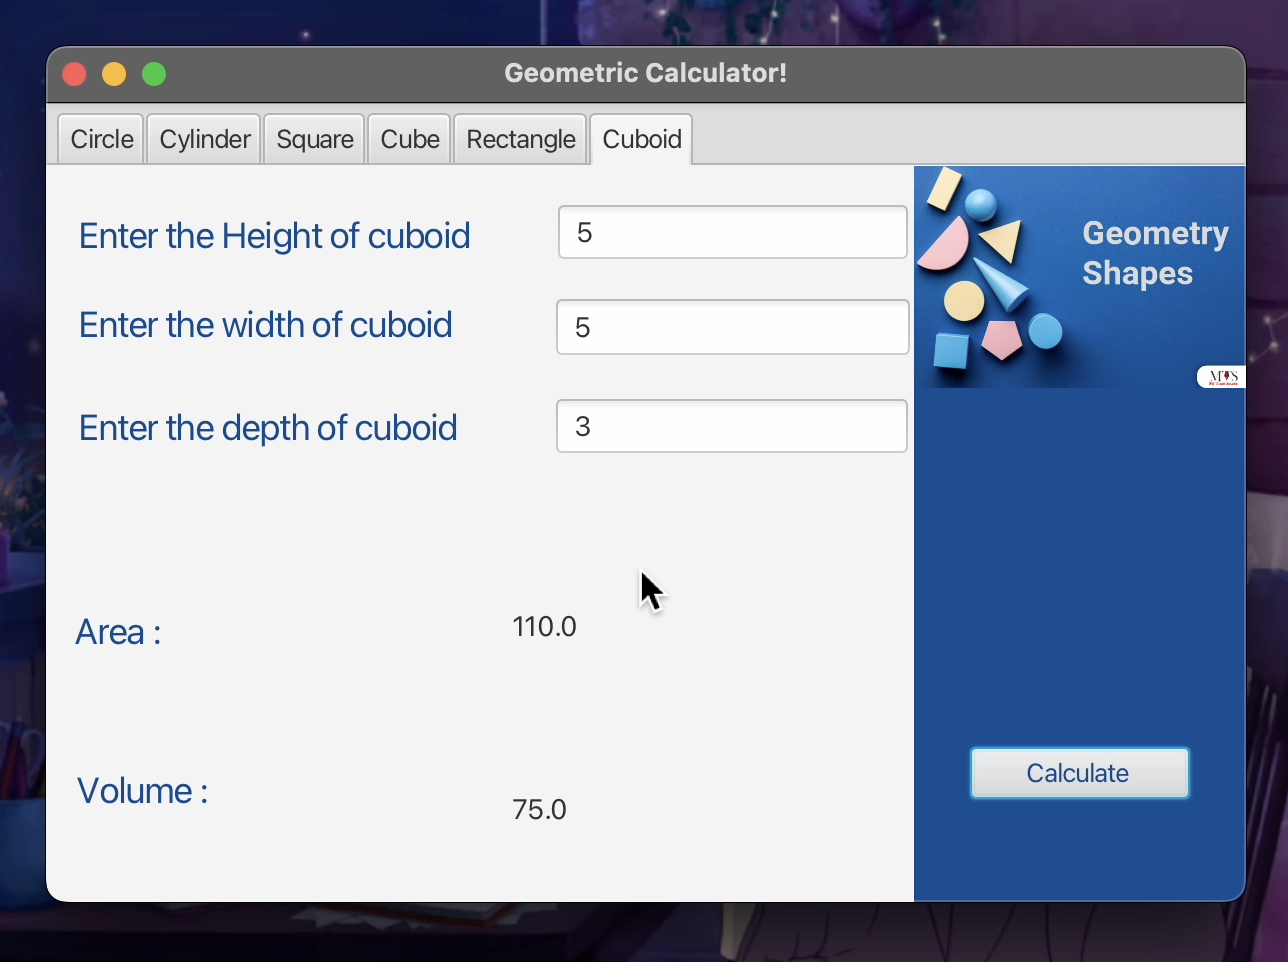 Geometric Calculator!
Circle Cylinder Square Cube Rectangle Cuboid
Enter the Height of cuboid 5
Enter the width of cuboid 5
Enter the depth of cuboid 3
Area : 110.0
Volume : 75.0
Geometry
Shapes
Calculate